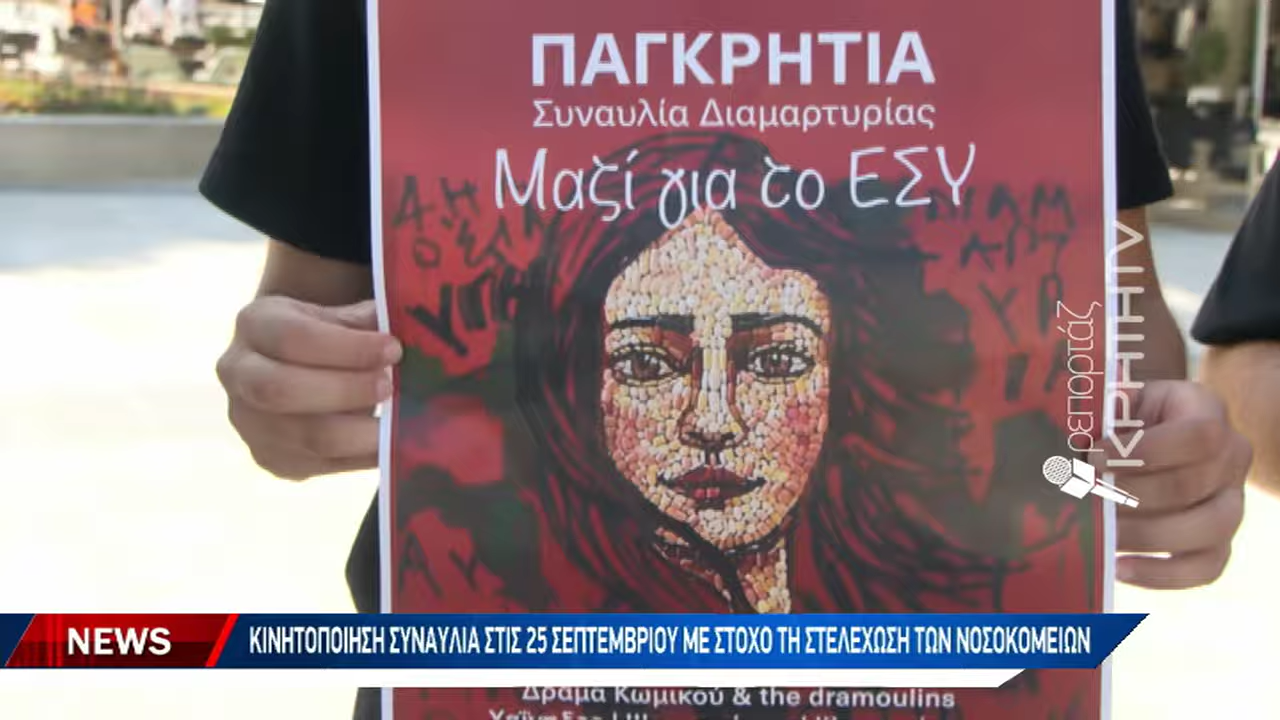 ΠΑΓΚΡΗΤΙΑ
Συναυλία Διαμαρτυρίας
Μαζί για το ΕΣΥ
ρεπορτάζ
ΚΡΗΤΗTV
NEWS
ΚΙΝΗΤΟΠΟΙΗΣΗ ΣΥΝΑΥΛΙΑ ΣΤΙΣ 25 ΣΕΠΤΕΜΒΡΙΟΥ ΜΕ ΣΤΟΧΟ ΤΗ ΣΤΕΛΕΧΩΣΗ ΤΩΝ ΝΟΣΟΚΟΜΕΙΩΝ
Δράμα Κωμικού & the dramoulins